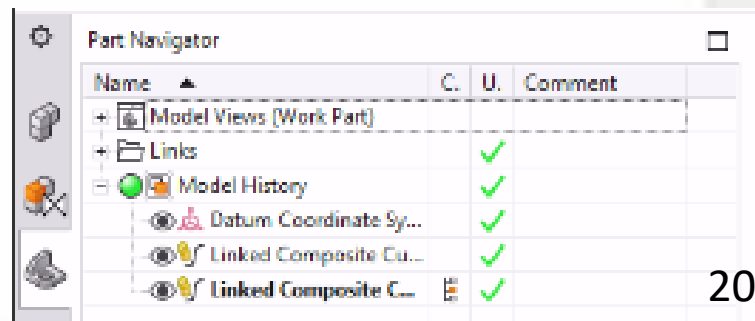 Part Navigator
Name C. U. Comment
Model Views (Work Part)
Links
Model History
Datum Coordinate Sy...
Linked Composite Cu...
Linked Composite C...
20